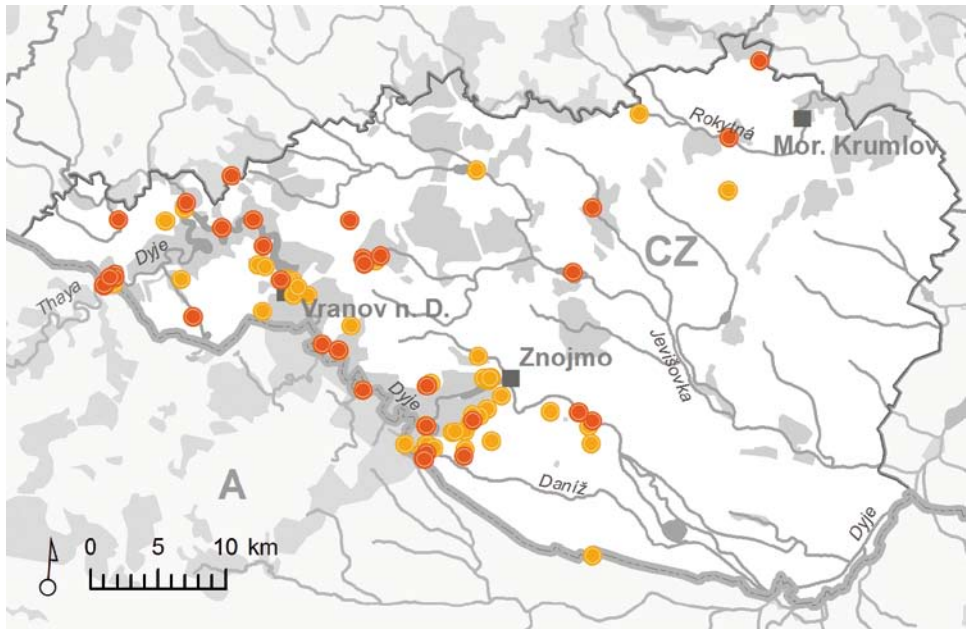 Rokytná
Mor. Krumlov
CZ
Dyje
Thaya
Vranov n. D.
Jevišovka
Znojmo
Dyje
A
Daníž
Dyje
0 5 10 km